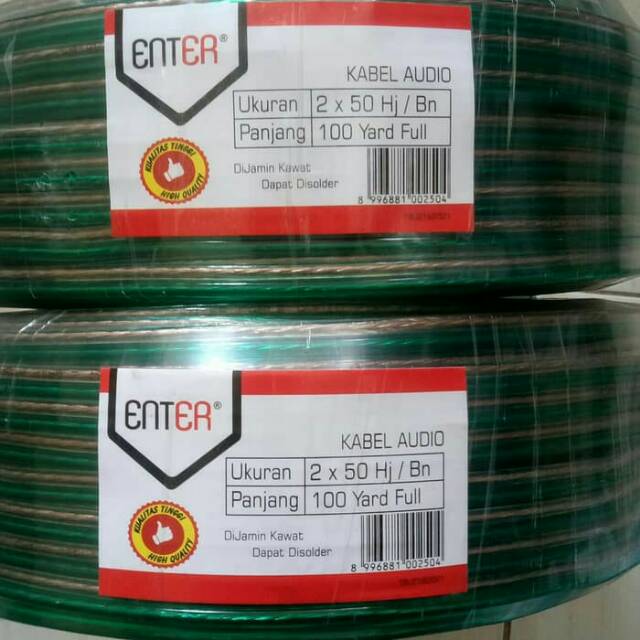 ENTER®
KABEL AUDIO
Ukuran 2 x 50 Hj / Bn
Panjang 100 Yard Full
KUALITAS TINGGI
HIGH QUALITY
DiJamin Kawat
Dapat Disolder
8 996881 002504
ENTER®
KABEL AUDIO
Ukuran 2 x 50 Hj / Bn
Panjang 100 Yard Full
KUALITAS TINGGI
HIGH QUALITY
DiJamin Kawat
Dapat Disolder
8 996881 002504